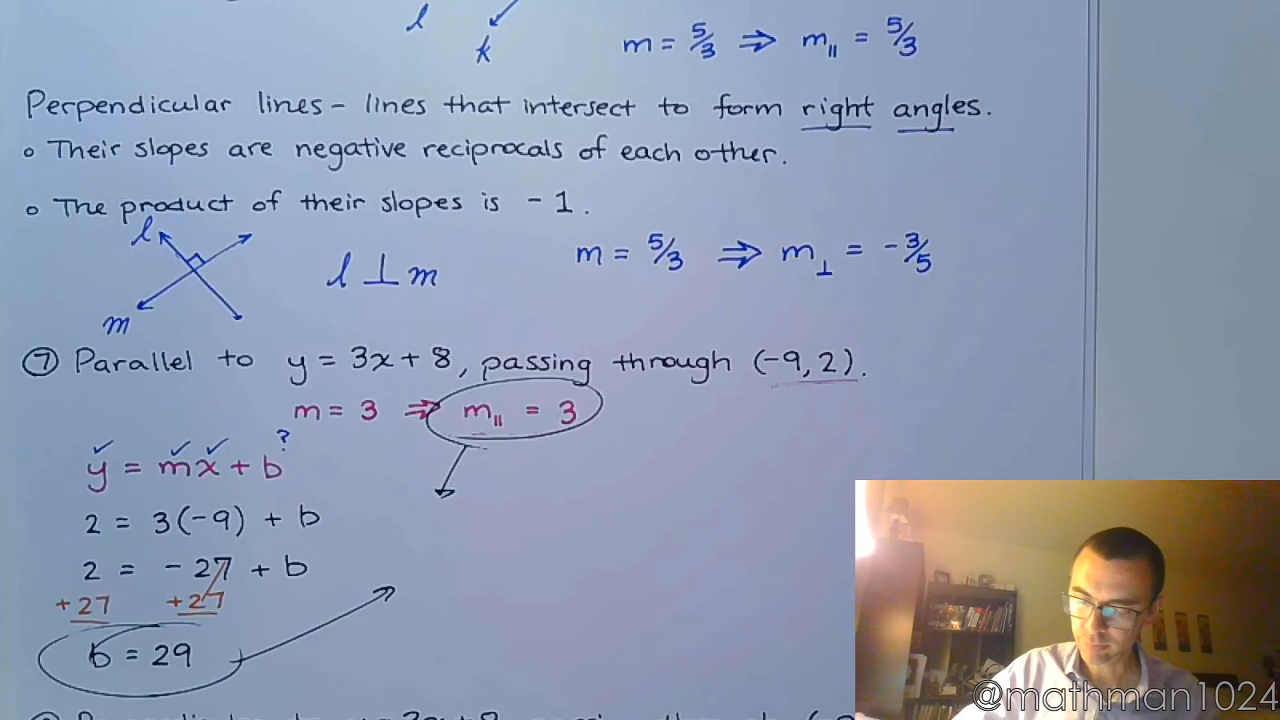 l
k
m = 5/3 ⇒ m∥ = 5/3
Perpendicular lines - lines that intersect to form right angles.
o Their slopes are negative reciprocals of each other.
o The product of their slopes is -1.
l
m
l ⊥ m
m = 5/3 ⇒ m⊥ = -3/5
⑦ Parallel to y = 3x + 8, passing through (-9, 2).
m = 3 ⇒ m∥ = 3
✓ ✓ ✓ ?
y = mx + b
2 = 3(-9) + b
2 = -27 + b
+27 +27
b = 29
@mathman1024